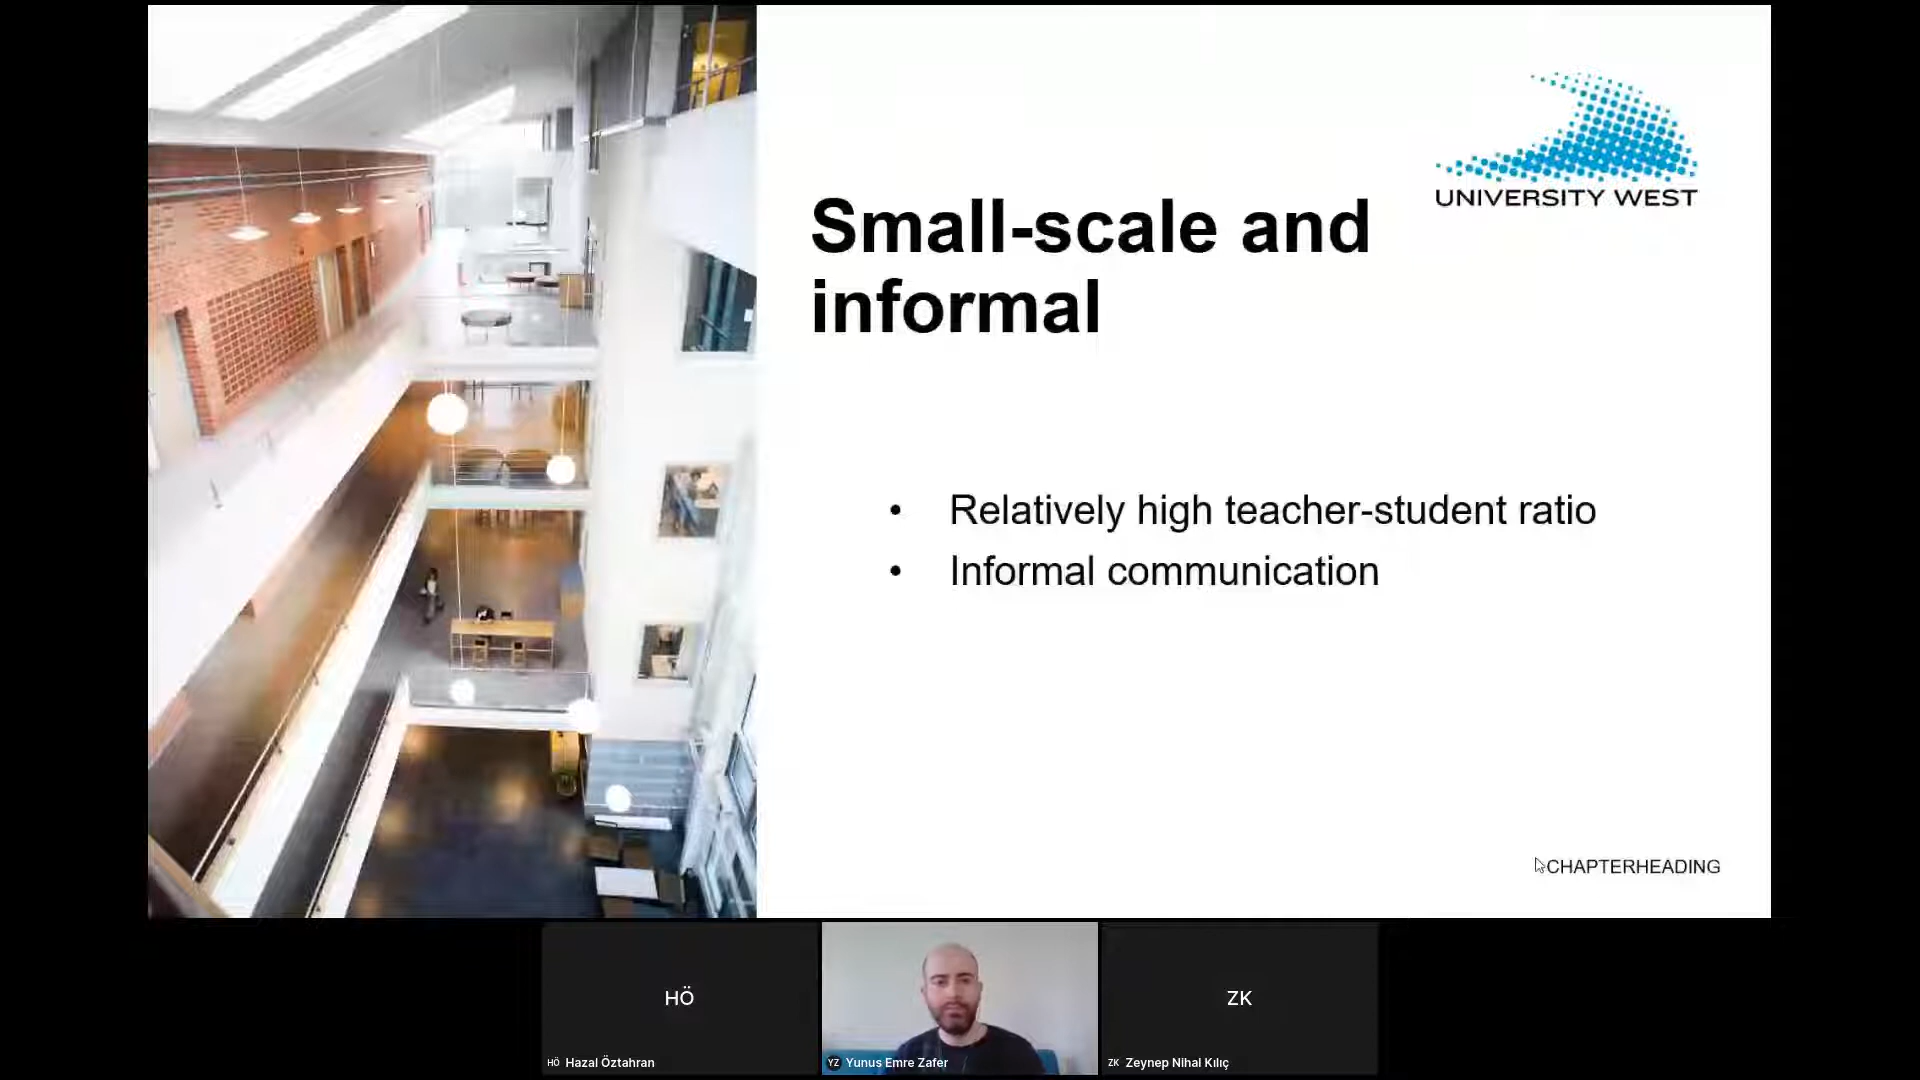 UNIVERSITY WEST
Small-scale and
informal
• Relatively high teacher-student ratio
• Informal communication
CHAPTERHEADING
HÖ
ZK
HÖ Hazal Öztahran
YZ Yunus Emre Zafer
ZK Zeynep Nihal Kılıç